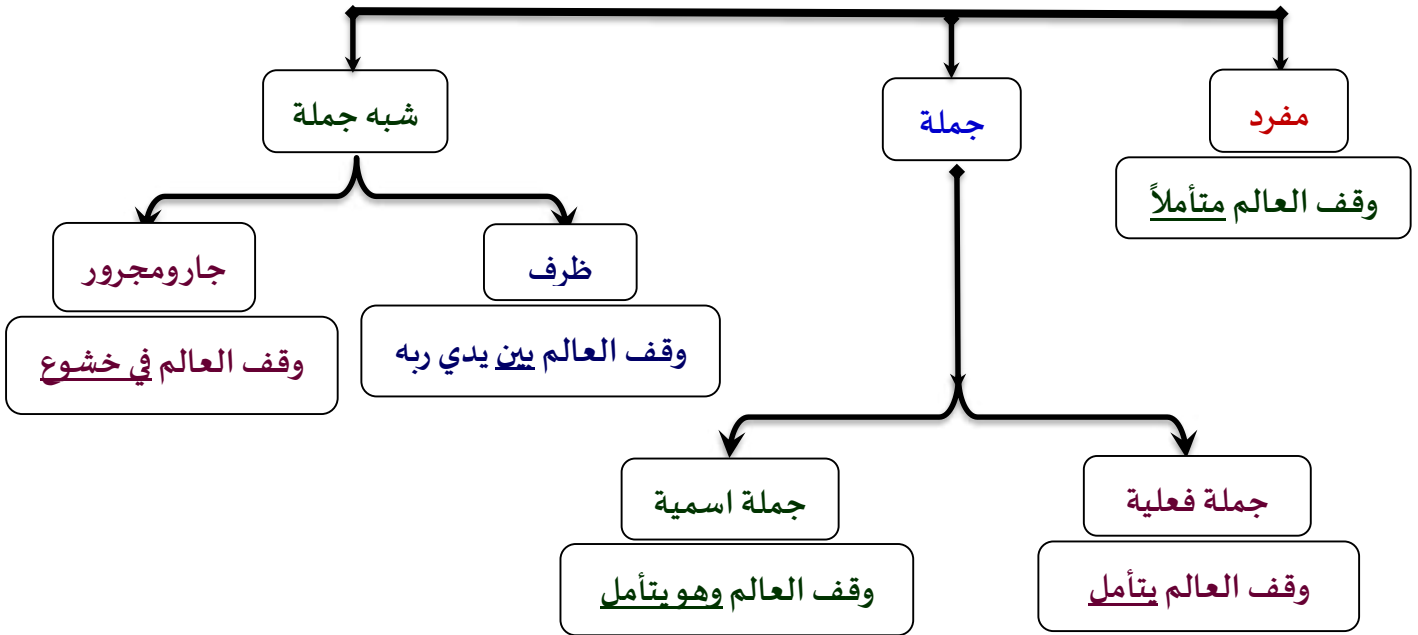 مفرد
وقف العالم متأملاً
جملة
جملة فعلية
وقف العالم يتأمل
جملة اسمية
وقف العالم وهو يتأمل
شبه جملة
ظرف
وقف العالم بين يدي ربه
جارومجرور
وقف العالم في خشوع